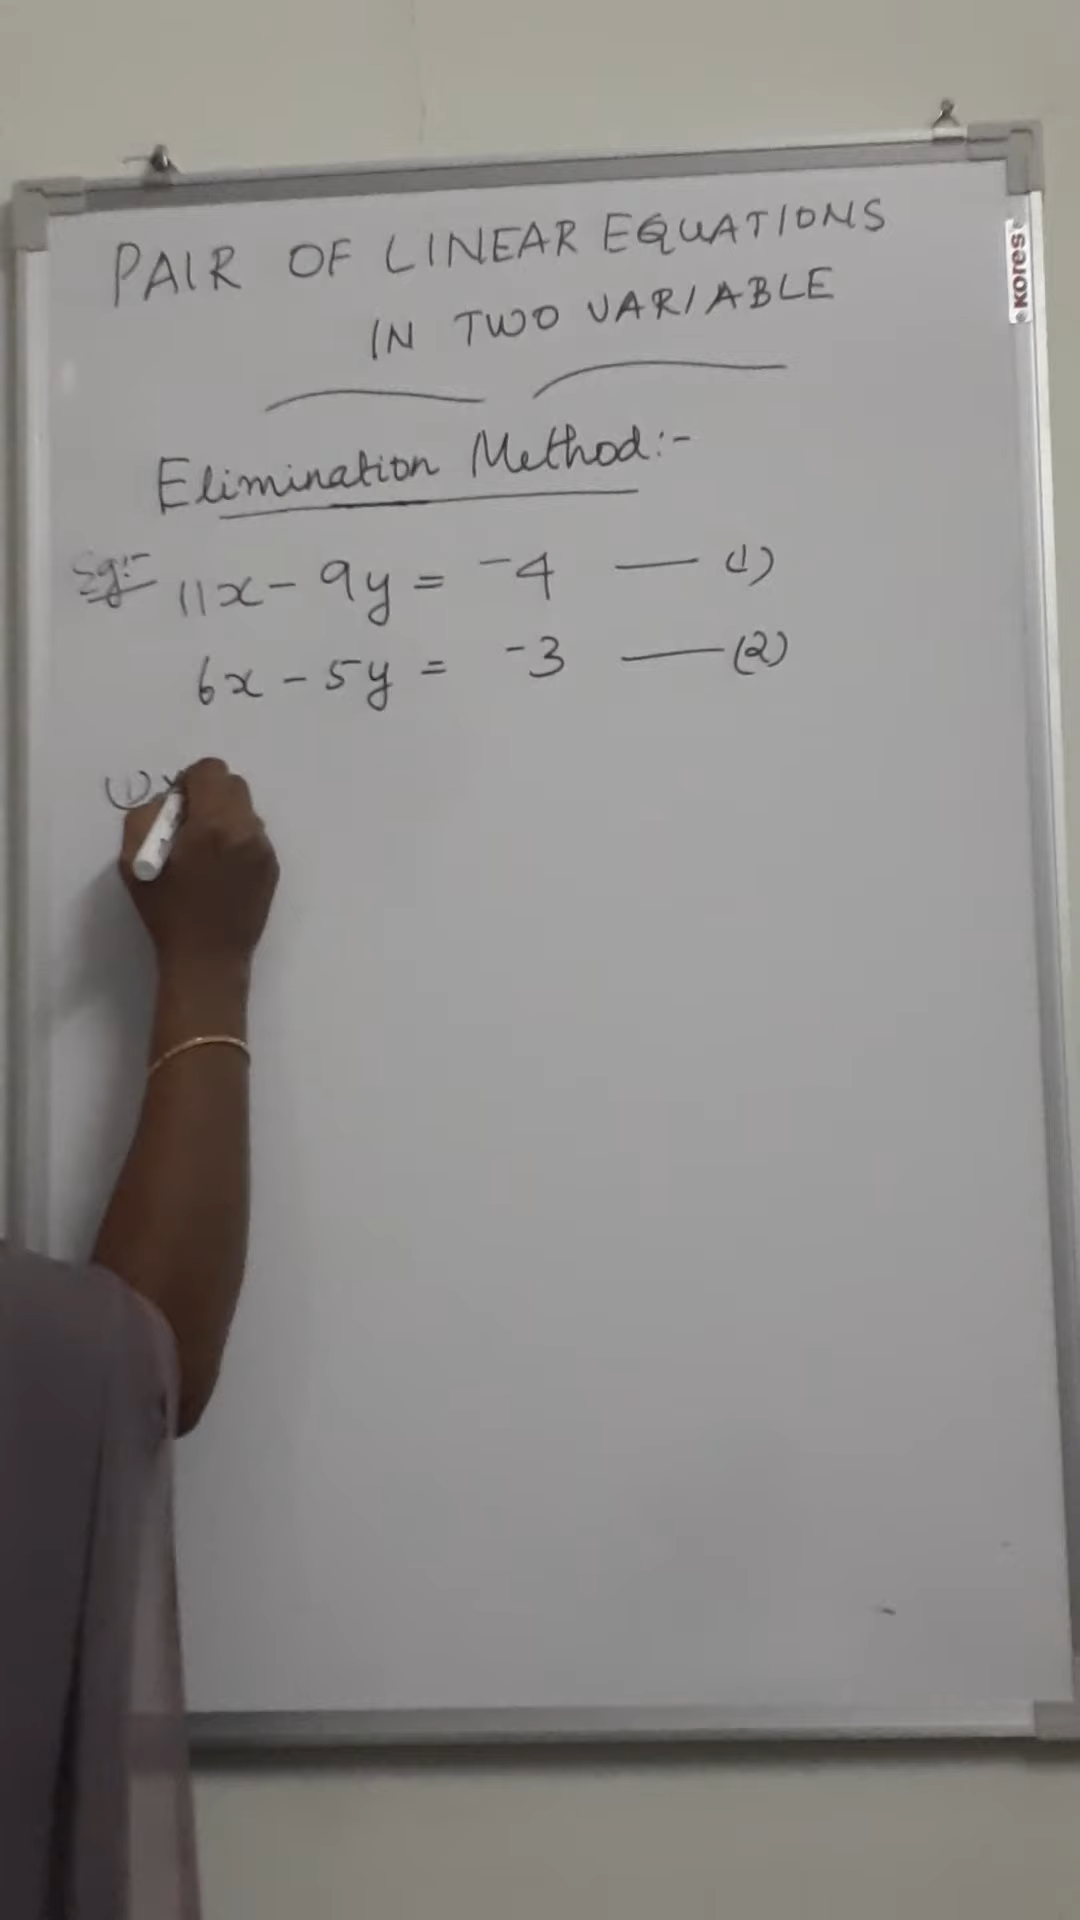 PAIR OF LINEAR EQUATIONS
IN TWO VARIABLE
kores
Elimination Method:-
Eg:- 11x - 9y = -4 — (1)
6x - 5y = -3 — (2)
(1) x